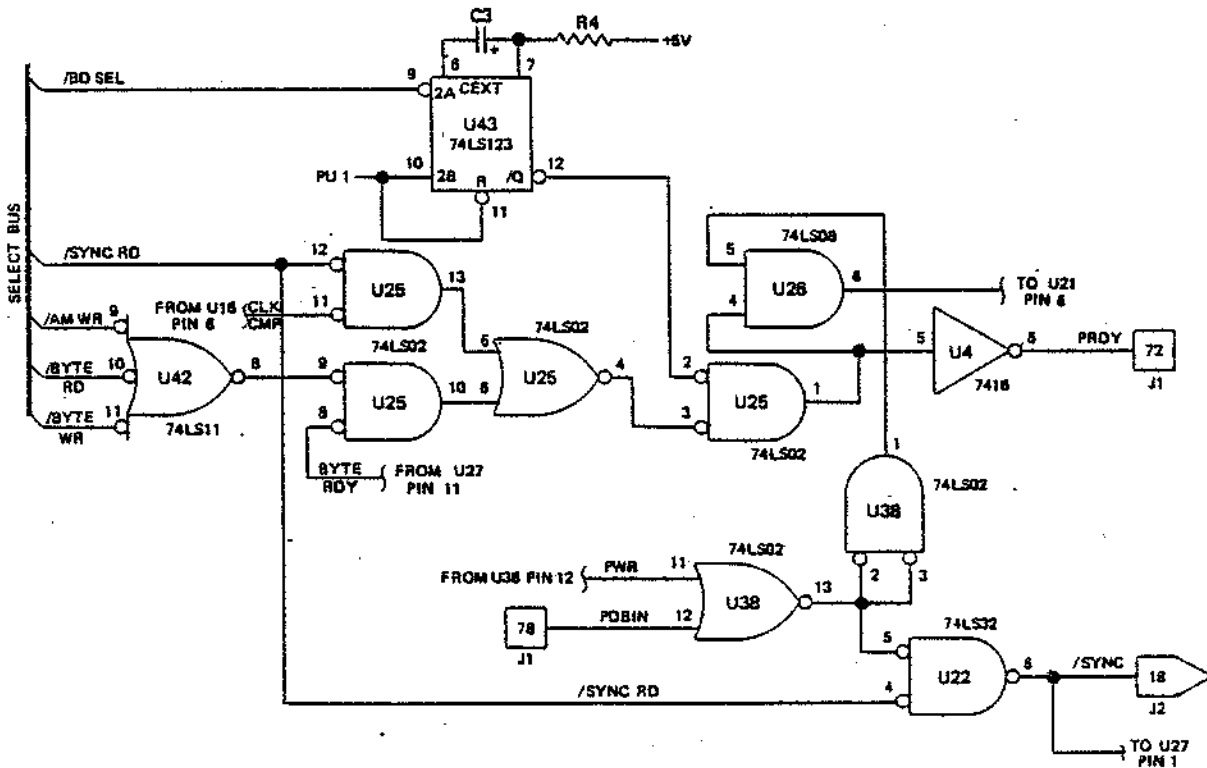 C3
R4
+5V
6
7
/BD SEL
9
2A
CEXT
U43
74LS123
PU 1
10
2B
R
/Q
12
11
SELECT BUS
/SYNC RD
12
U25
13
FROM U16
PIN 6
CLK
/CMP
11
74LS02
/AM WR
9
/BYTE
RD
10
U42
8
/BYTE
WR
11
74LS11
9
U25
10
8
BYTE
RDY
FROM U27
PIN 11
74LS02
6
U25
4
2
U25
1
3
74LS02
74LS08
5
U26
6
4
TO U21
PIN 6
5
U4
6
PRDY
72
J1
7416
1
74LS02
U38
2
3
74LS02
FROM U36 PIN 12
PWR
11
U38
13
78
J1
PDBIN
12
74LS32
5
U22
6
/SYNC
18
J2
/SYNC RD
4
TO U27
PIN 1